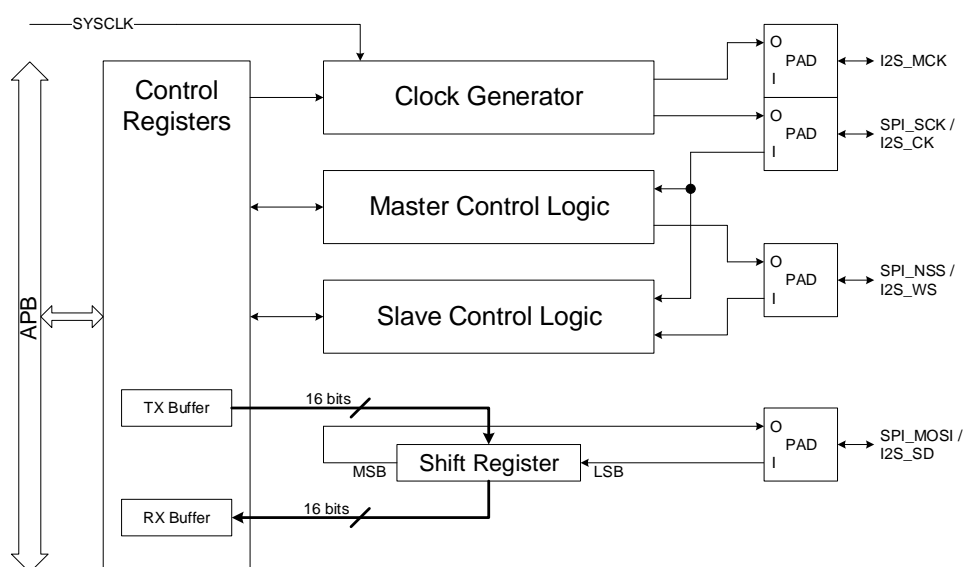 SYSCLK
Control
Registers
Clock Generator
O
PAD
I
I2S_MCK
O
PAD
I
SPI_SCK /
I2S_CK
Master Control Logic
O
PAD
I
SPI_NSS /
I2S_WS
Slave Control Logic
APB
TX Buffer
16 bits
O
PAD
I
SPI_MOSI /
I2S_SD
MSB
Shift Register
LSB
RX Buffer
16 bits